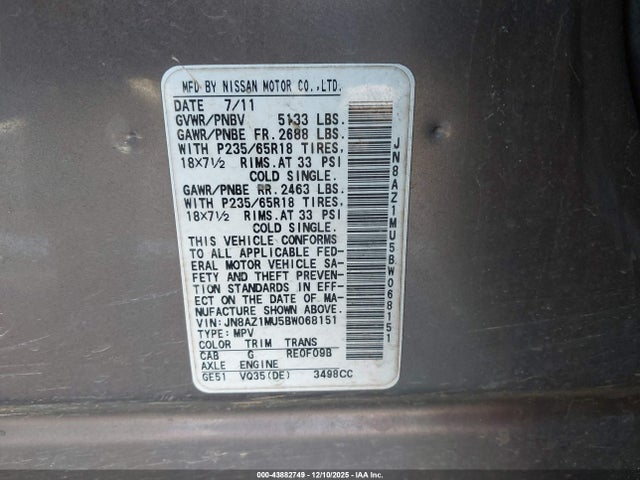 MFD BY NISSAN MOTOR CO.,LTD.
DATE 7/11
GVWR/PNBV 5133 LBS.
GAWR/PNBE FR. 2688 LBS.
WITH P235/65R18 TIRES.
18×7½ RIMS.AT 33 PSI
COLD SINGLE.
GAWR/PNBE RR. 2463 LBS.
WITH P235/65R18 TIRES.
18×7½ RIMS.AT 33 PSI
COLD SINGLE.
THIS VEHICLE CONFORMS
TO ALL APPLICABLE FED-
ERAL MOTOR VEHICLE SA-
FETY AND THEFT PREVEN-
TION STANDARDS IN EFF-
ECT ON THE DATE OF MA-
NUFACTURE SHOWN ABOVE.
VIN: JN8AZ1MU5BW068151
TYPE: MPV
COLOR TRIM TRANS
CAB G RE0F09B
AXLE ENGINE
GE51 VQ35(DE) 3498CC
JN8AZ1MU5BW068151
000-43882749 - 12/10/2025 - IAA Inc.